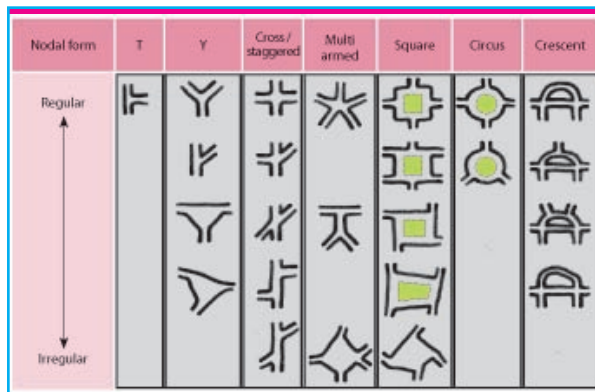 Nodal form
T
Y
Cross /
staggered
Multi
armed
Square
Circus
Crescent
Regular
Irregular